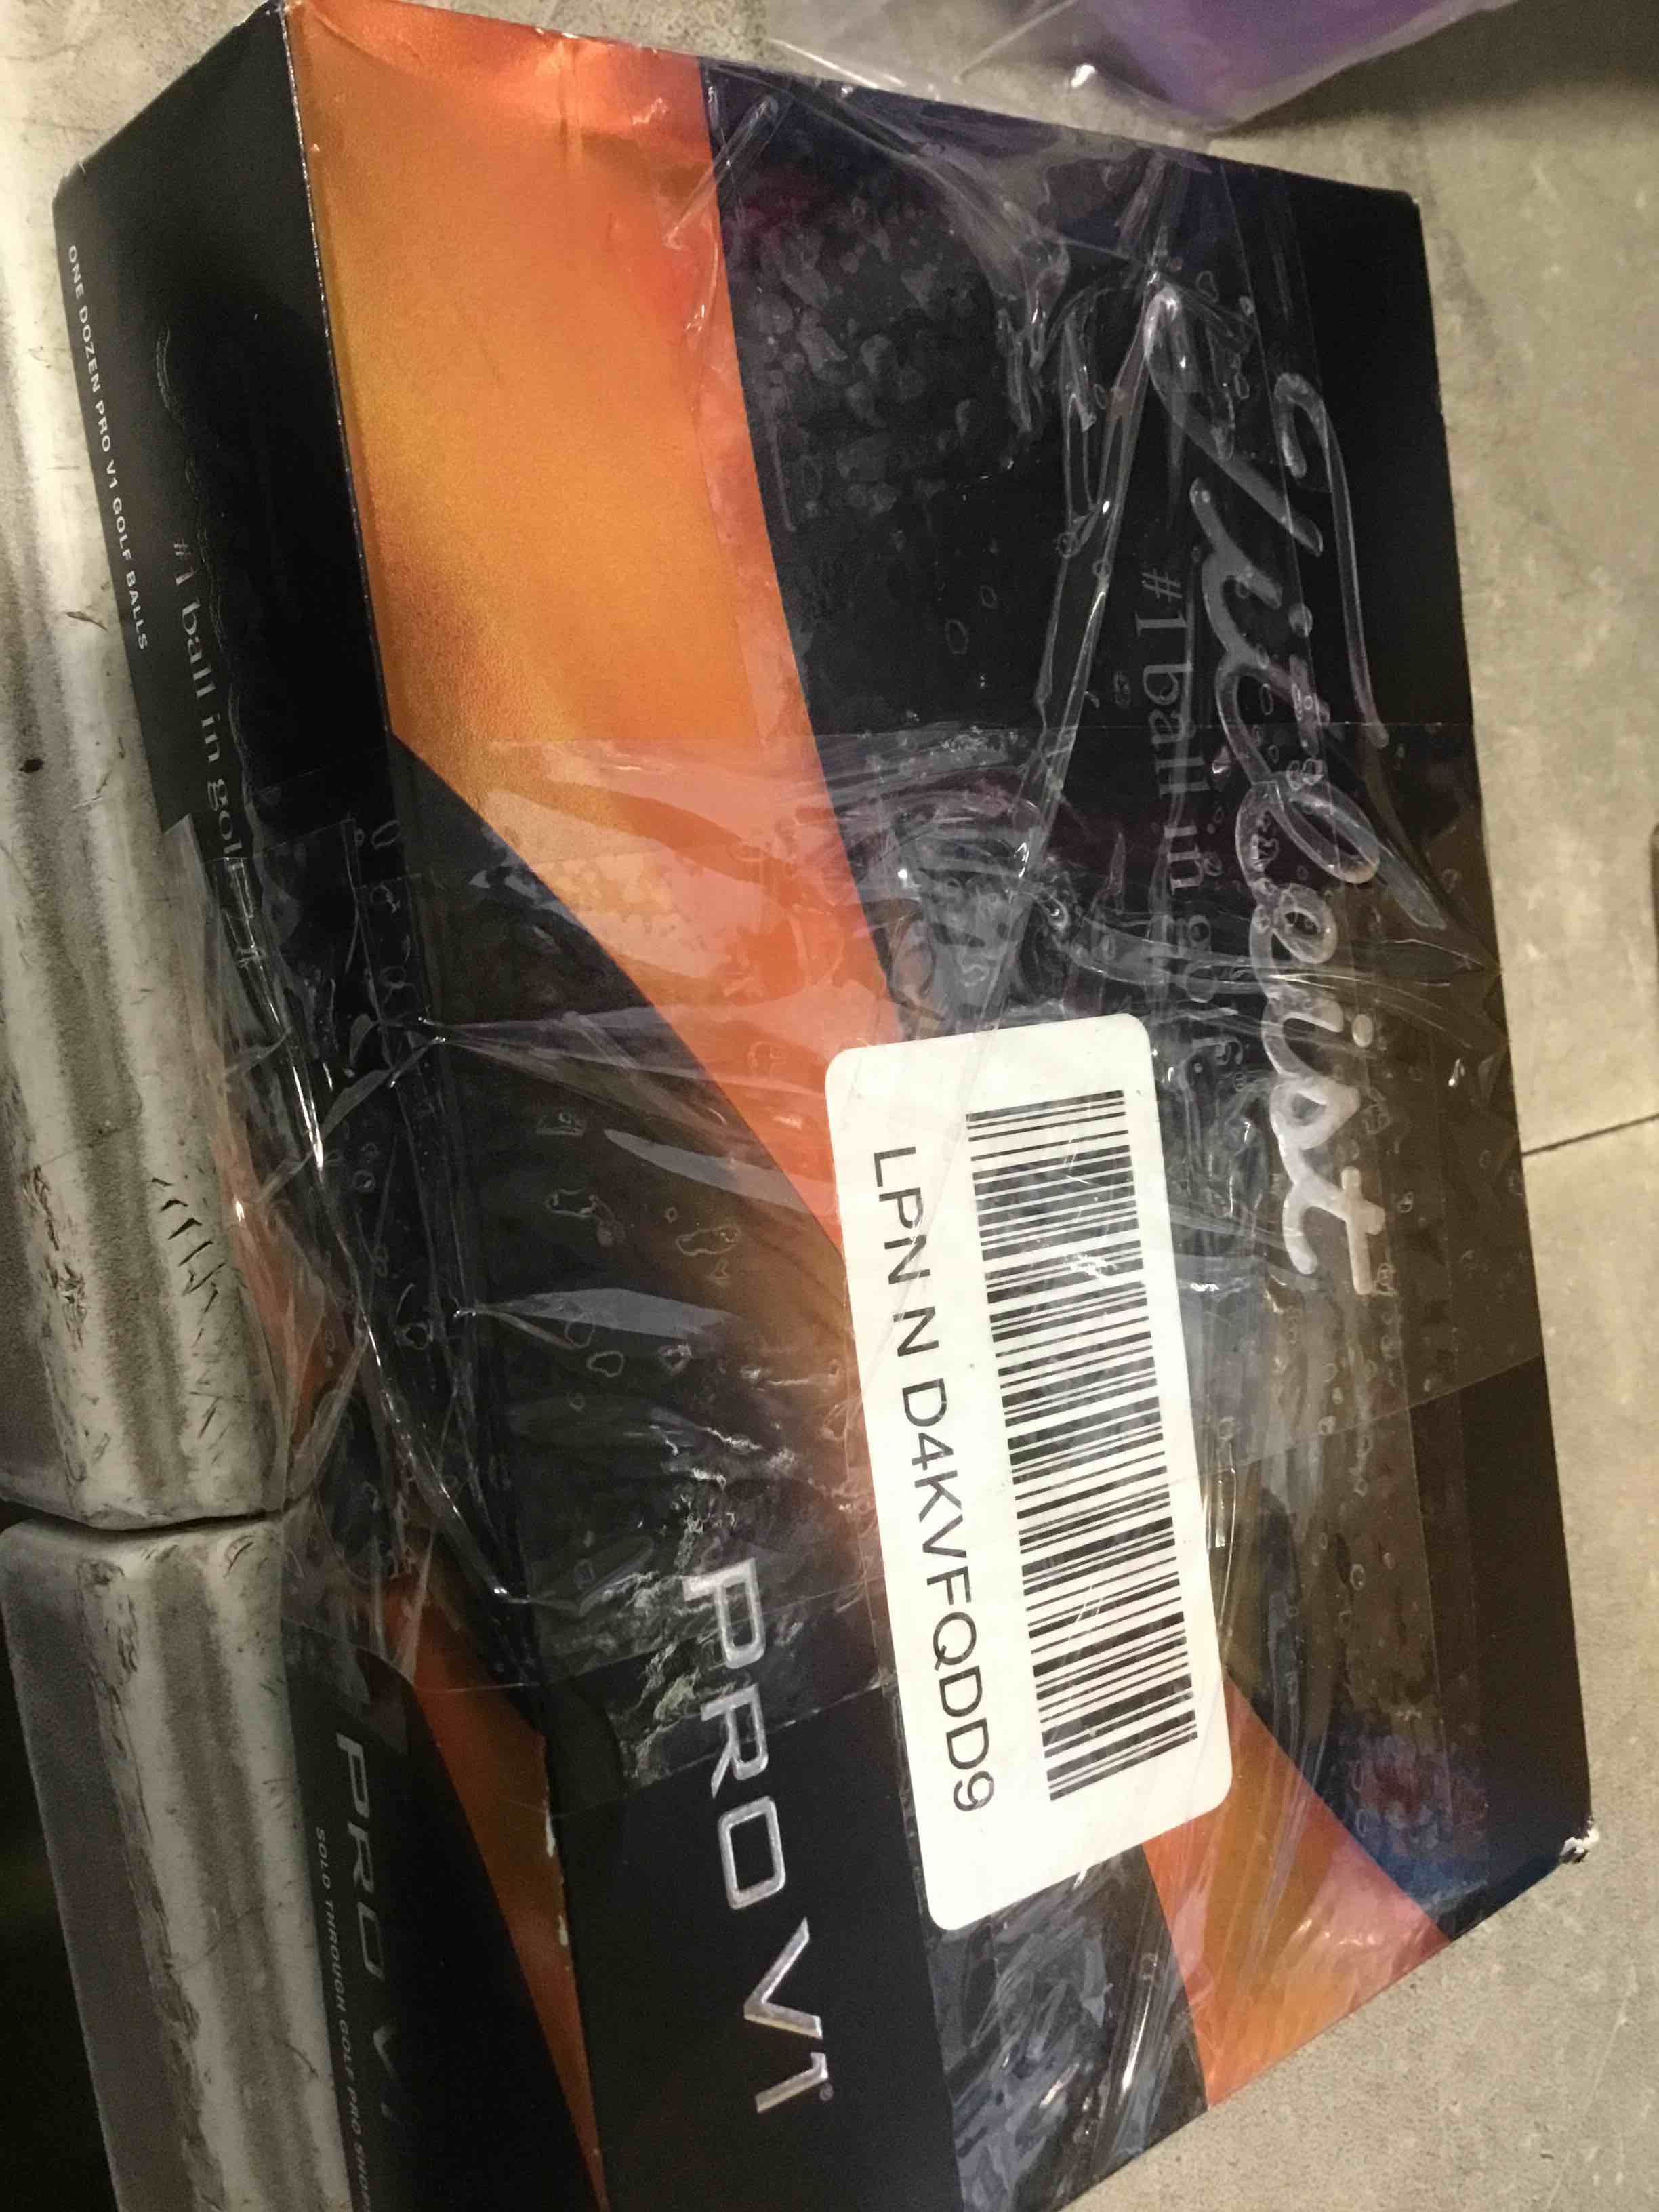 Titleist
#1 ball in golf.
LPN N D4KVFQDD9
PRO V1®
#1 ball in golf
ONE DOZEN PRO V1 GOLF BALLS
PRO V1
SOLD THROUGH GOLF PRO SHOPS